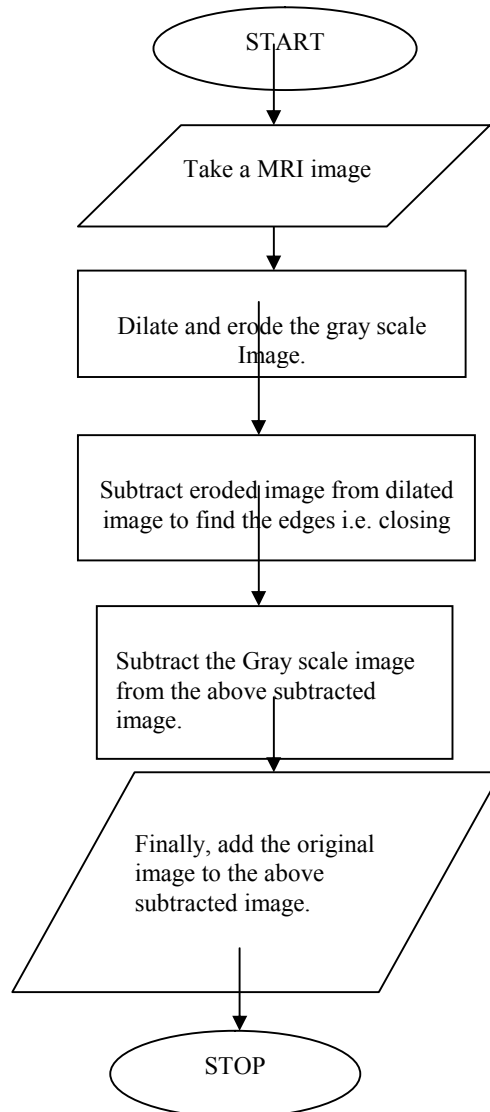 START
Take a MRI image
Dilate and erode the gray scale
Image.
Subtract eroded image from dilated
image to find the edges i.e. closing
Subtract the Gray scale image
from the above subtracted
image.
Finally, add the original
image to the above
subtracted image.
STOP